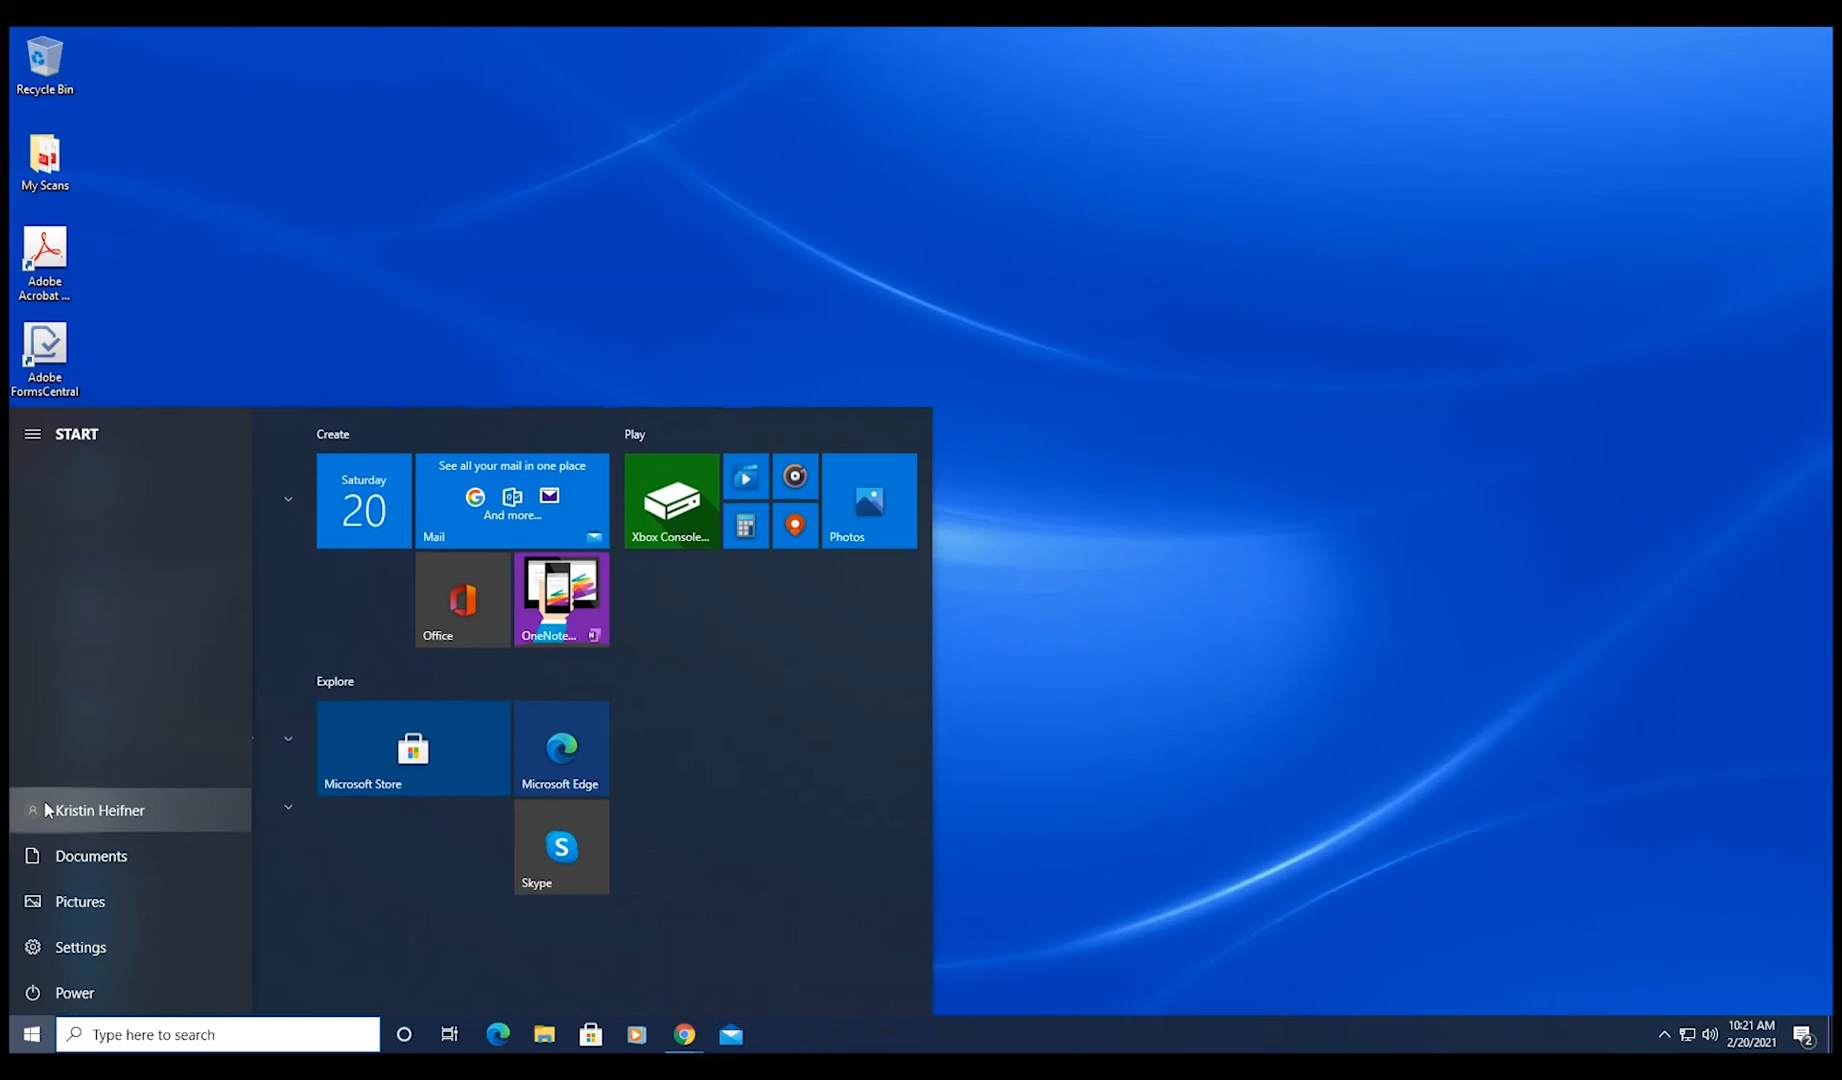 Recycle Bin
My Scans
Adobe
Acrobat ...
Adobe
FormsCentral
START
Create
Play
Saturday
20
See all your mail in one place
And more...
Mail
Xbox Console...
Photos
Office
OneNote...
Explore
Microsoft Store
Microsoft Edge
S
Skype
Kristin Heifner
Documents
Pictures
Settings
Power
Type here to search
10:21 AM
2/20/2021
2